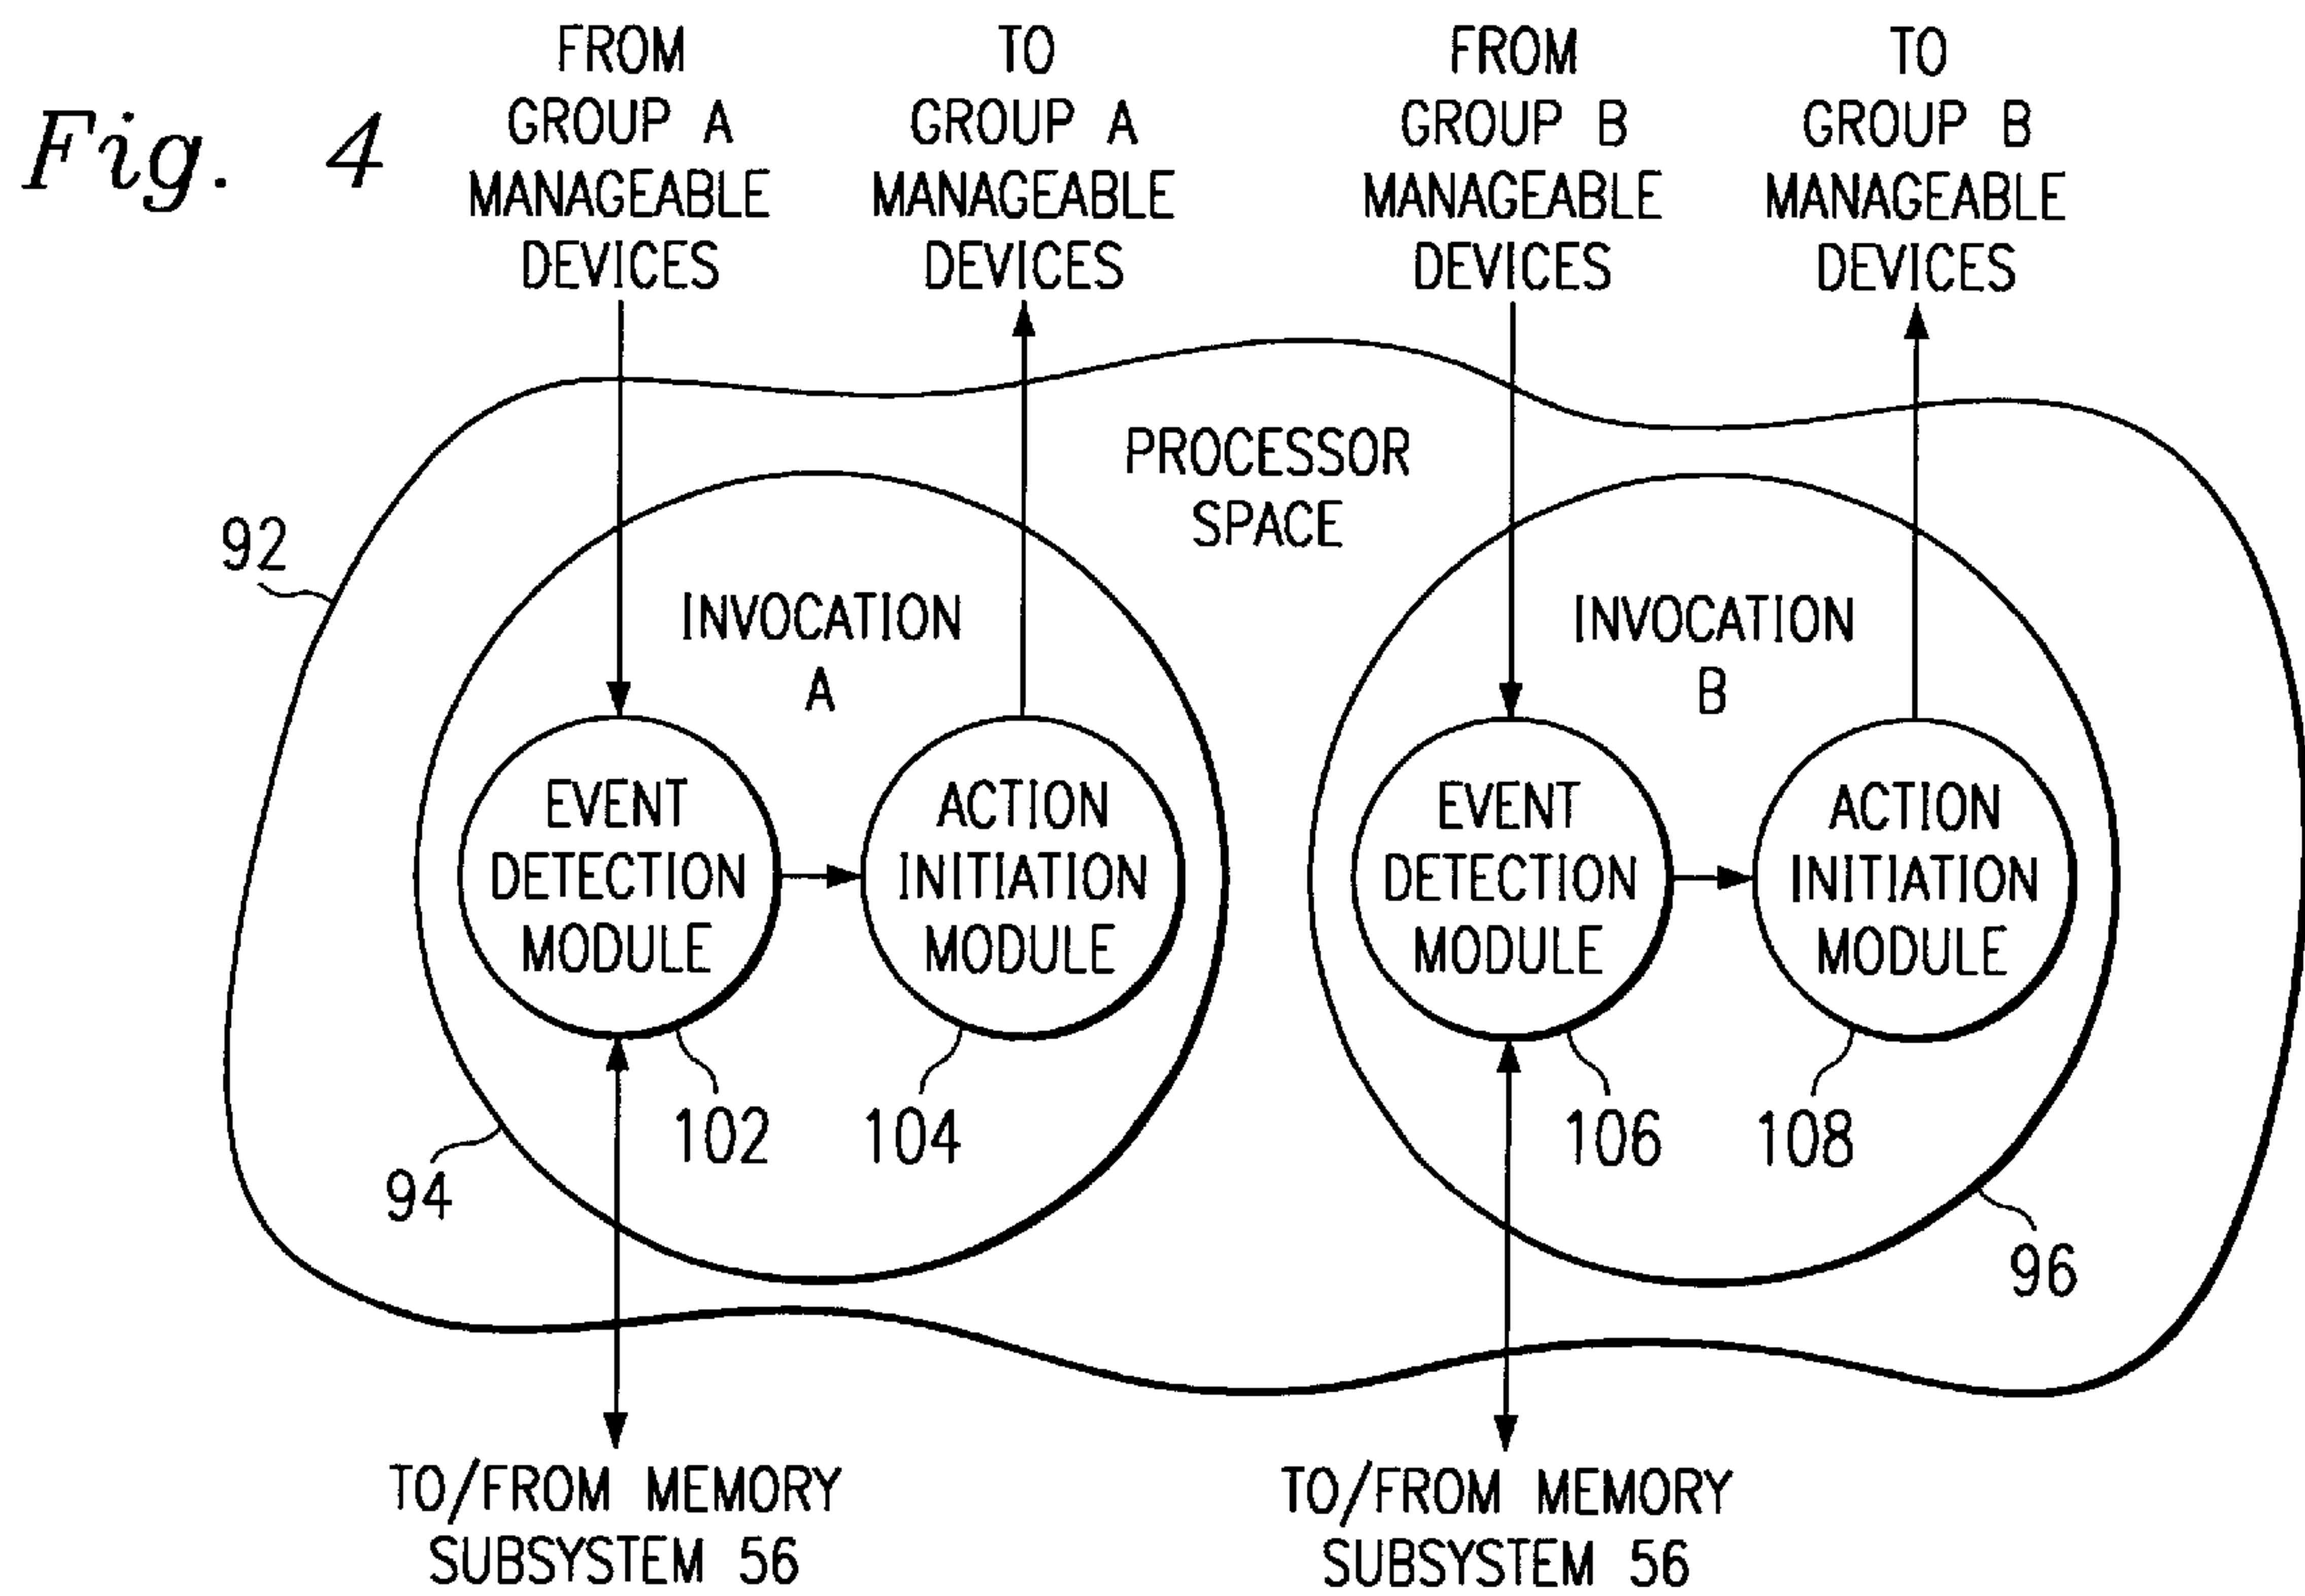 Fig. 4
FROM
GROUP A
MANAGEABLE
DEVICES
TO
GROUP A
MANAGEABLE
DEVICES
FROM
GROUP B
MANAGEABLE
DEVICES
TO
GROUP B
MANAGEABLE
DEVICES
PROCESSOR
SPACE
92
INVOCATION
A
INVOCATION
B
EVENT
DETECTION
MODULE
ACTION
INITIATION
MODULE
EVENT
DETECTION
MODULE
ACTION
INITIATION
MODULE
102
104
106
108
94
96
TO/FROM MEMORY
SUBSYSTEM 56
TO/FROM MEMORY
SUBSYSTEM 56